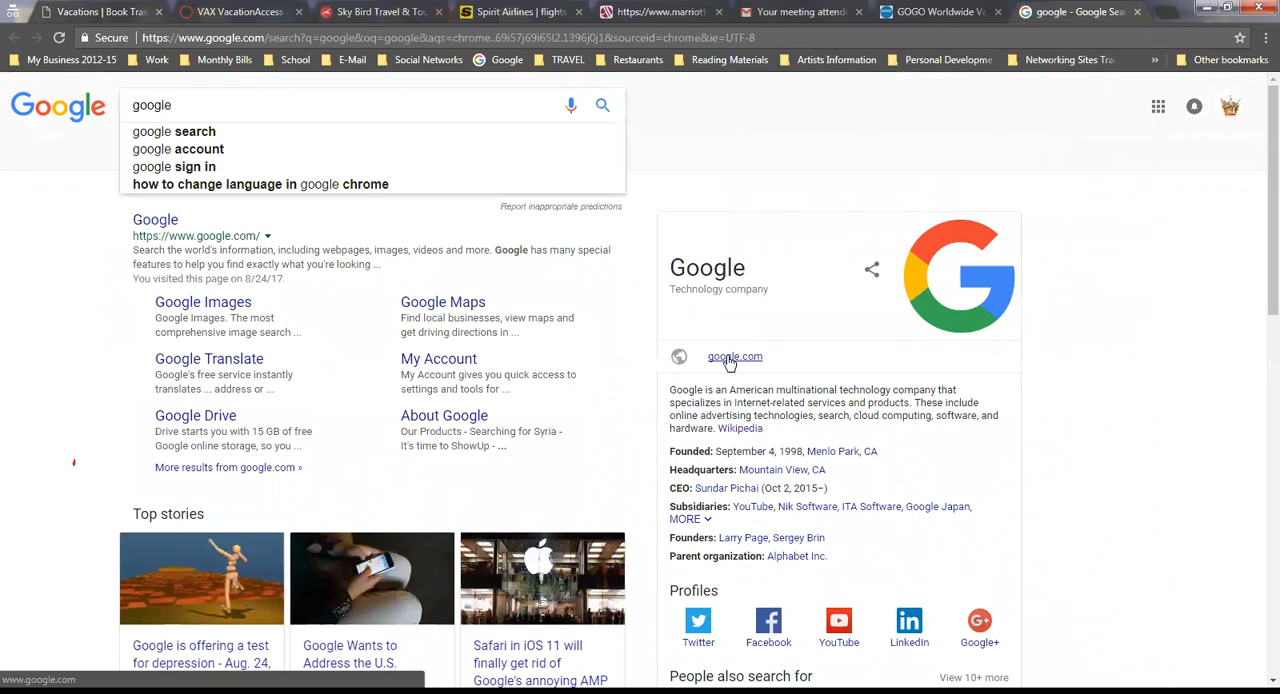 Vacations | Book Tra
VAX VacationAccess
Sky Bird Travel & To
Spirit Airlines | flights
https://www.marriot
Your meeting attend
GOGO Worldwide Va
google - Google Sea
Secure
https://www.google.com/search?q=google&oq=google&aqs=chrome..69i57j69i65l2.1396j0j1&sourceid=chrome&ie=UTF-8
My Business 2012-15
Work
Monthly Bills
School
E-Mail
Social Networks
Google
TRAVEL
Restaurants
Reading Materials
Artists Information
Personal Developme
Networking Sites Tra
»
Other bookmarks
Google
google
google search
google account
google sign in
how to change language in google chrome
Report inappropriate predictions
Google
https://www.google.com/
Search the world's information, including webpages, images, videos and more. Google has many special
features to help you find exactly what you're looking ...
You visited this page on 8/24/17.
Google Images
Google Images. The most
comprehensive image search ...
Google Maps
Find local businesses, view maps and
get driving directions in ...
Google Translate
Google's free service instantly
translates ... address or ...
My Account
My Account gives you quick access to
settings and tools for ...
Google Drive
Drive starts you with 15 GB of free
Google online storage, so you ...
About Google
Our Products - Searching for Syria -
It's time to ShowUp - ...
More results from google.com »
Top stories
Google is offering a test
for depression - Aug. 24,
Google Wants to
Address the U.S.
Safari in iOS 11 will
finally get rid of
Google's annoying AMP
Google
Technology company
google.com
Google is an American multinational technology company that
specializes in Internet-related services and products. These include
online advertising technologies, search, cloud computing, software, and
hardware. Wikipedia
Founded: September 4, 1998, Menlo Park, CA
Headquarters: Mountain View, CA
CEO: Sundar Pichai (Oct 2, 2015–)
Subsidiaries: YouTube, Nik Software, ITA Software, Google Japan,
MORE
Founders: Larry Page, Sergey Brin
Parent organization: Alphabet Inc.
Profiles
Twitter
Facebook
YouTube
LinkedIn
Google+
People also search for
View 10+ more
www.google.com